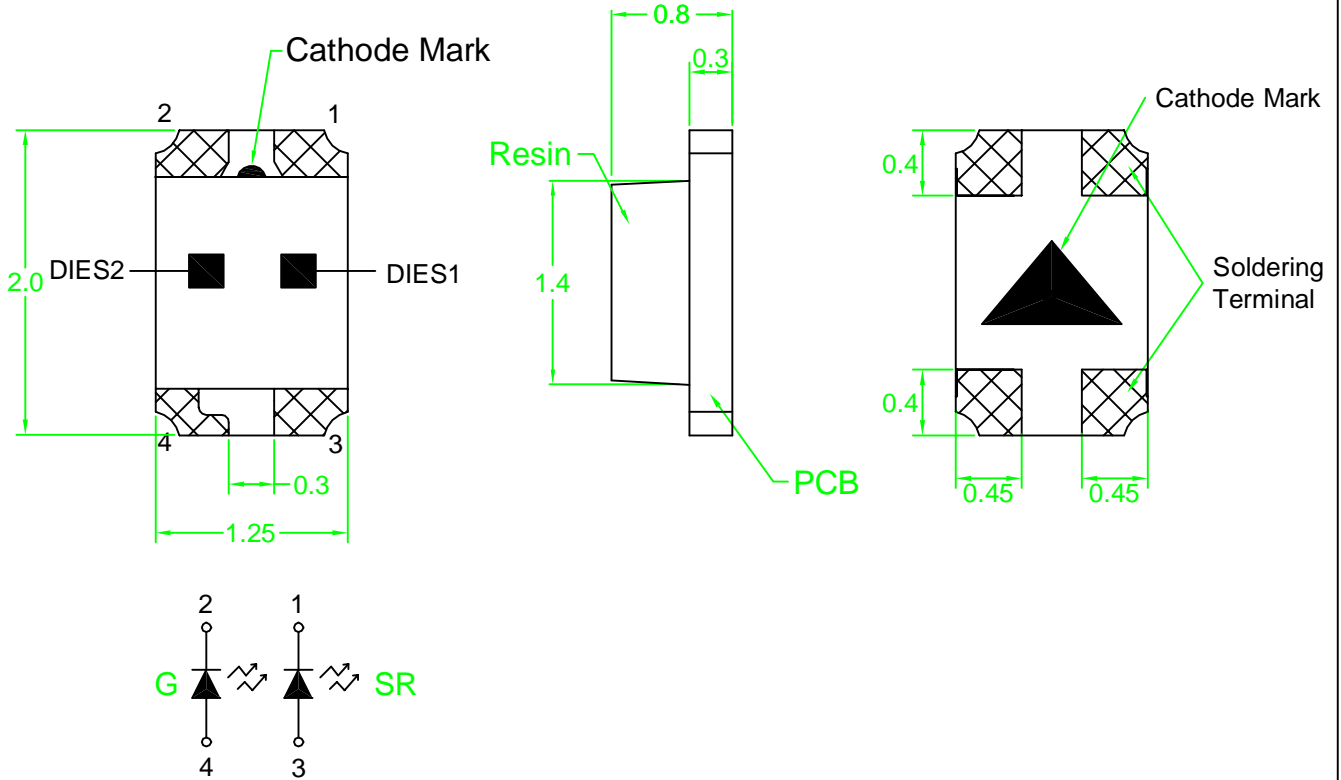 Cathode Mark
2
1
2.0
DIES2
DIES1
4
3
0.3
1.25
0.8
0.3
Resin
1.4
PCB
Cathode Mark
0.4
Soldering
Terminal
0.4
0.45
0.45
2
1
G
SR
4
3